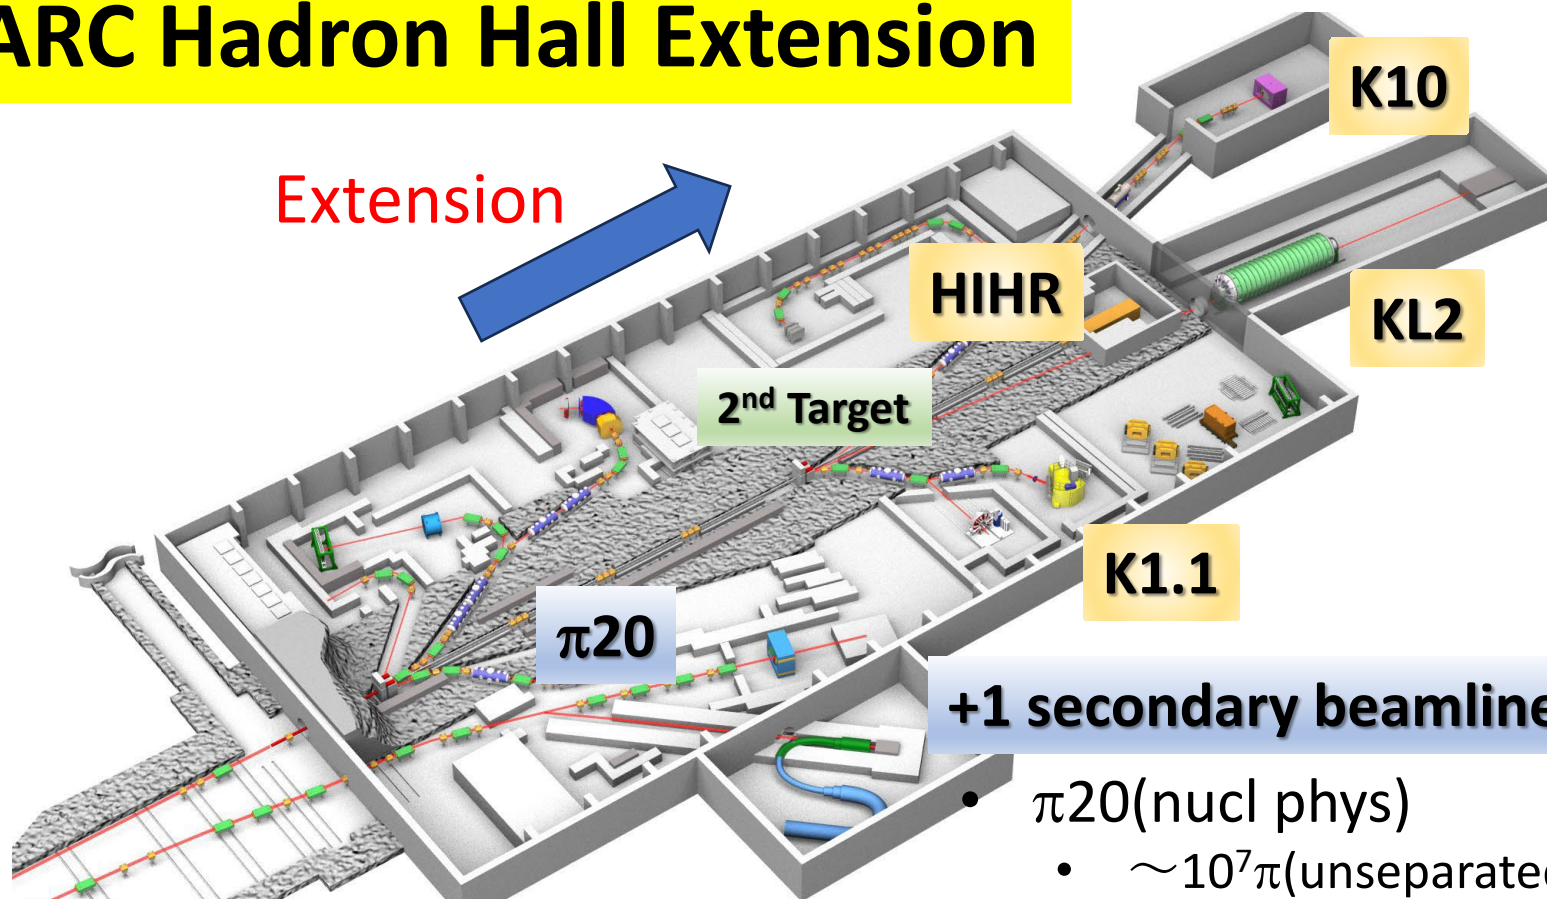 ARC Hadron Hall Extension
K10
Extension
HIHR
KL2
2nd Target
K1.1
π20
+1 secondary beamline
• π20(nucl phys)
• ～10⁷π(unseparated